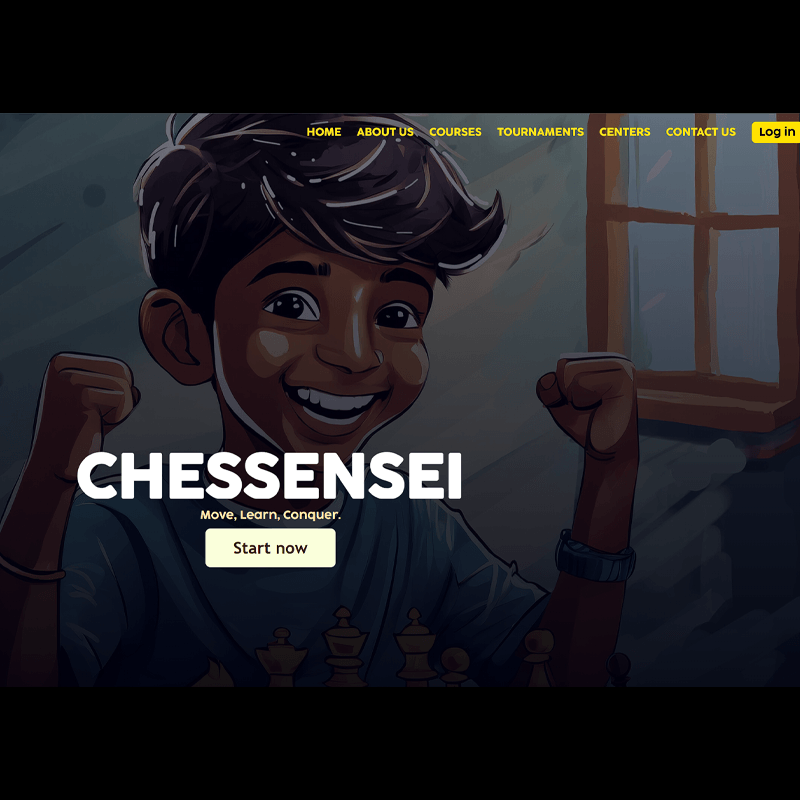 HOME ABOUT US COURSES TOURNAMENTS CENTERS CONTACT US Log in
CHESSENSEI
Move, Learn, Conquer.
Start now